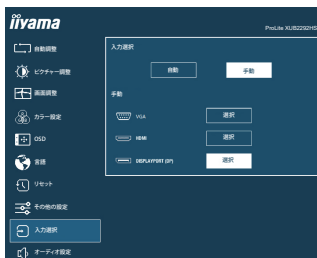 iiyama
ProLite XUB2292HS
自動調整
ピクチャー調整
画面調整
カラー設定
OSD
言語
リセット
その他の設定
入力選択
オーディオ設定
入力選択
自動
手動
手動
VGA
選択
HDMI
選択
DISPLAYPORT (DP)
選択